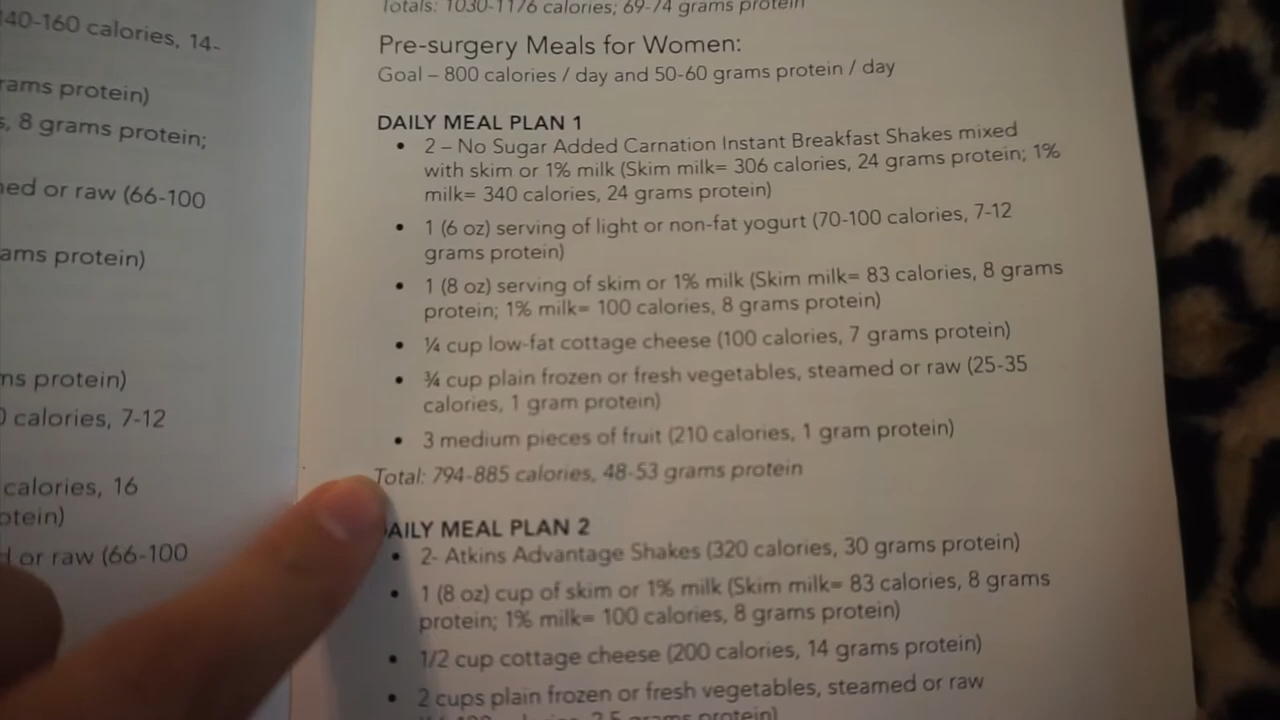 140-160 calories, 14-
rams protein)
s, 8 grams protein;
ned or raw (66-100
ams protein)
ns protein)
0 calories, 7-12
calories, 16
otein)
d or raw (66-100
Totals: 1030-1176 calories; 69-74 grams protein
Pre-surgery Meals for Women:
Goal – 800 calories / day and 50-60 grams protein / day
DAILY MEAL PLAN 1
• 2 – No Sugar Added Carnation Instant Breakfast Shakes mixed
with skim or 1% milk (Skim milk= 306 calories, 24 grams protein; 1%
milk= 340 calories, 24 grams protein)
• 1 (6 oz) serving of light or non-fat yogurt (70-100 calories, 7-12
grams protein)
• 1 (8 oz) serving of skim or 1% milk (Skim milk= 83 calories, 8 grams
protein; 1% milk= 100 calories, 8 grams protein)
• ¼ cup low-fat cottage cheese (100 calories, 7 grams protein)
• ¾ cup plain frozen or fresh vegetables, steamed or raw (25-35
calories, 1 gram protein)
• 3 medium pieces of fruit (210 calories, 1 gram protein)
Total: 794-885 calories, 48-53 grams protein
DAILY MEAL PLAN 2
• 2- Atkins Advantage Shakes (320 calories, 30 grams protein)
• 1 (8 oz) cup of skim or 1% milk (Skim milk= 83 calories, 8 grams
protein; 1% milk= 100 calories, 8 grams protein)
• 1/2 cup cottage cheese (200 calories, 14 grams protein)
• 2 cups plain frozen or fresh vegetables, steamed or raw
calories, 2.5 grams protein)